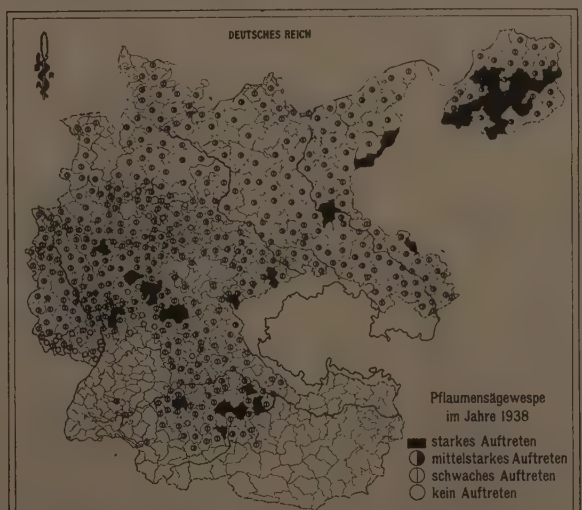 DEUTSCHES REICH
Pflaumensägewespe
im Jahre 1938
starkes Auftreten
mittelstarkes Auftreten
schwaches Auftreten
kein Auftreten